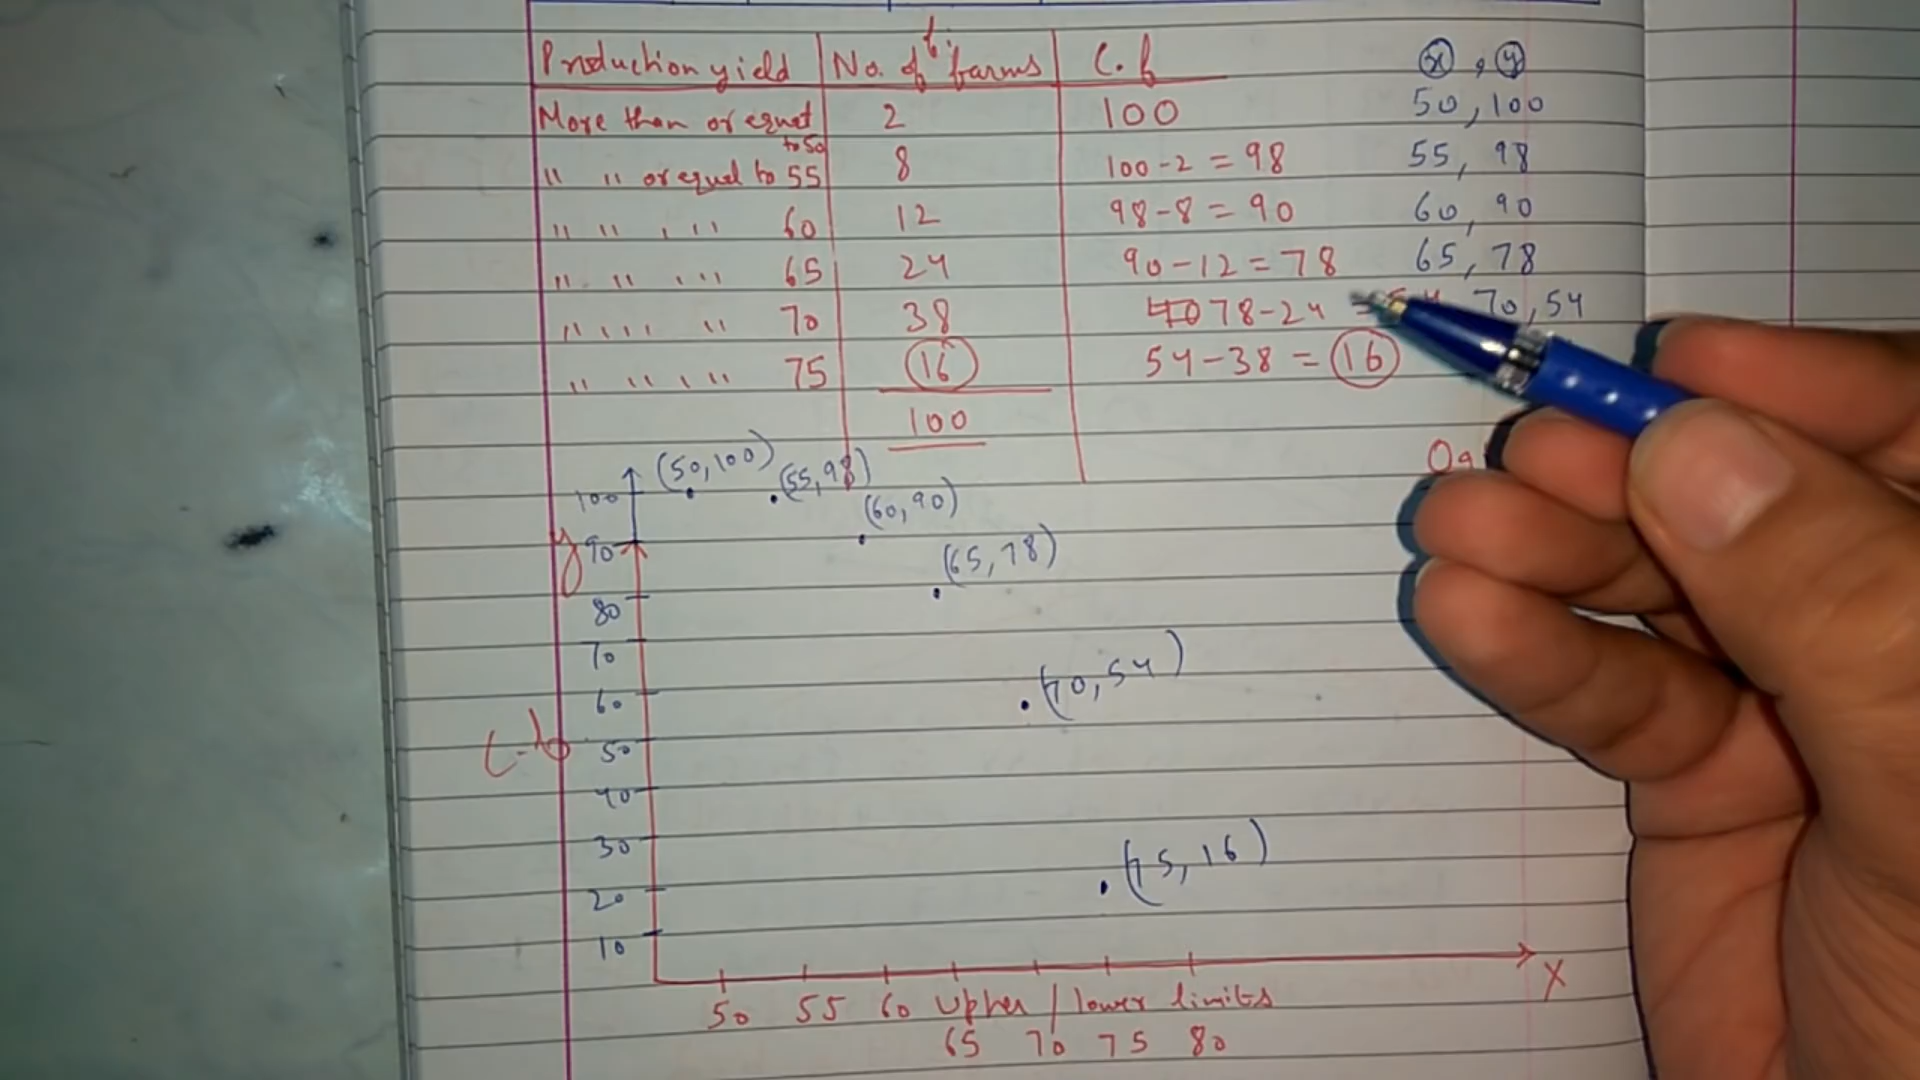 Production yield No. of farms C.f x , y
f.
More than or equal 2 100 50, 100
to 50
" " or equal to 55 8 100 - 2 = 98 55, 98
" " , " 60 12 98 - 8 = 90 60, 90
" " , " 65 24 90 - 12 = 78 65, 78
" " " 70 38 78 - 24 70, 54
" " , " 75 16 54 - 38 = 16
100
(50,100) (55,98)
100 (60,90)
y 90 (65,78)
80
70 (70,54)
60
50
40
30 (75,16)
20
10
X
50 55 60 Upper / lower limits
65 70 75 80